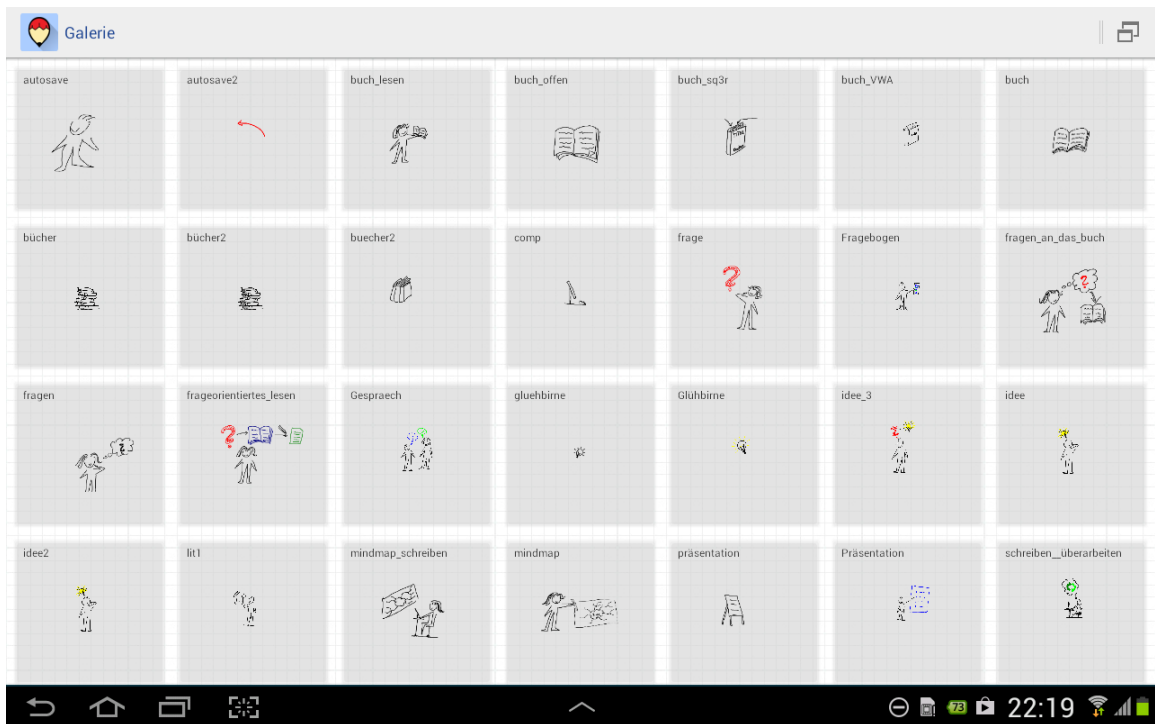 Galerie
autosave
autosave2
buch_lesen
buch_offen
buch_sq3r
buch_VWA
buch
bücher
bücher2
buecher2
comp
frage
Fragebogen
fragen_an_das_buch
fragen
frageorientiertes_lesen
Gespraech
gluehbirne
Glühbirne
idee_3
idee
idee2
lit1
mindmap_schreiben
mindmap
präsentation
Präsentation
schreiben__überarbeiten
73
22:19